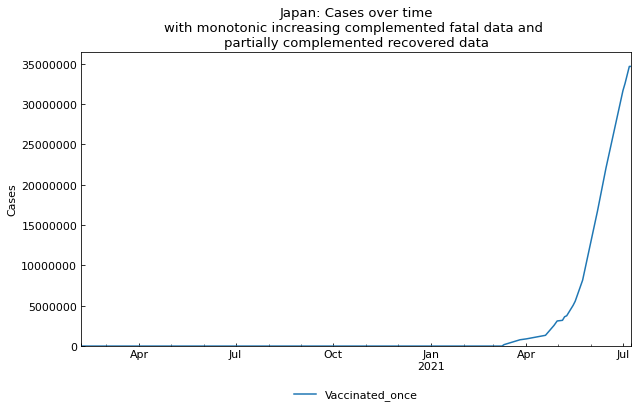 Japan: Cases over time
with monotonic increasing complemented fatal data and
partially complemented recovered data
35000000
30000000
25000000
20000000
15000000
10000000
5000000
0
Cases
Apr
Jul
Oct
Jan
2021
Apr
Jul
Vaccinated_once